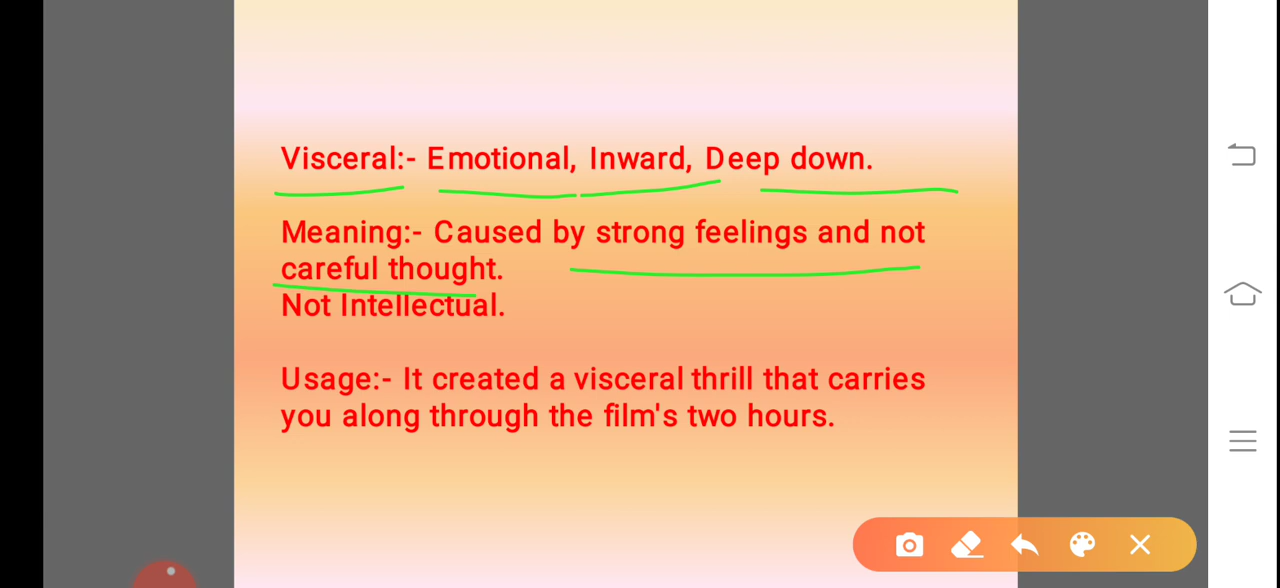 Visceral:- Emotional, Inward, Deep down.
Meaning:- Caused by strong feelings and not
careful thought.
Not Intellectual.
Usage:- It created a visceral thrill that carries
you along through the film's two hours.